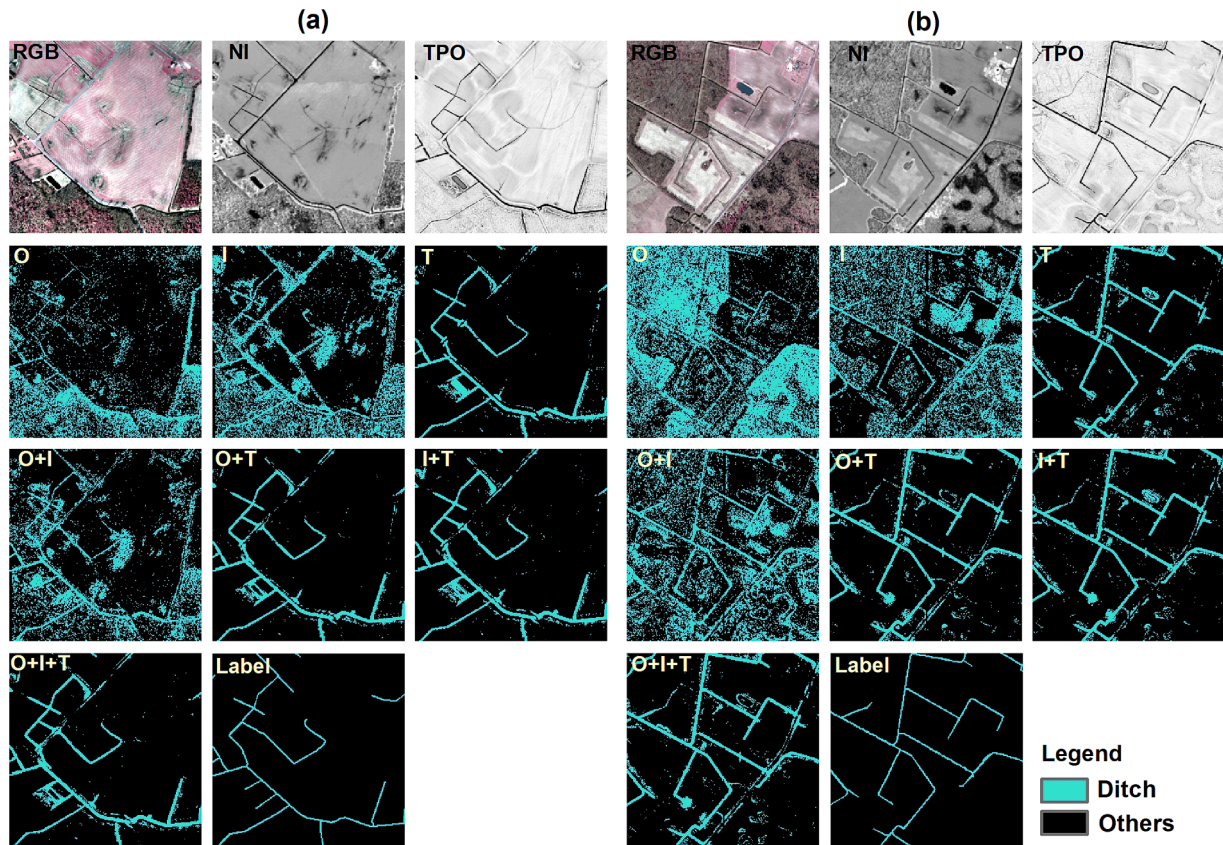 (a) (b)
RGB NI TPO RGB NI TPO
O I T O I T
O+I O+T I+T O+I O+T I+T
O+I+T Label O+I+T Label
Legend
Ditch
Others